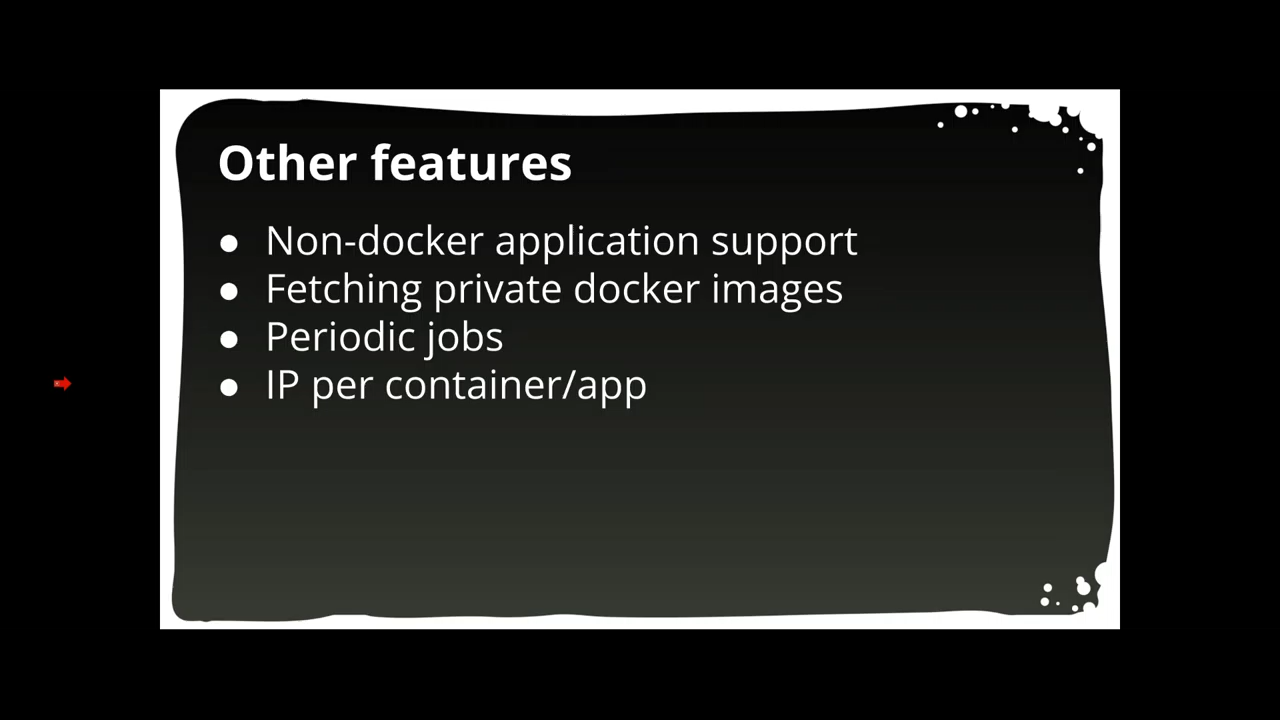 Other features
● Non-docker application support
● Fetching private docker images
● Periodic jobs
● IP per container/app